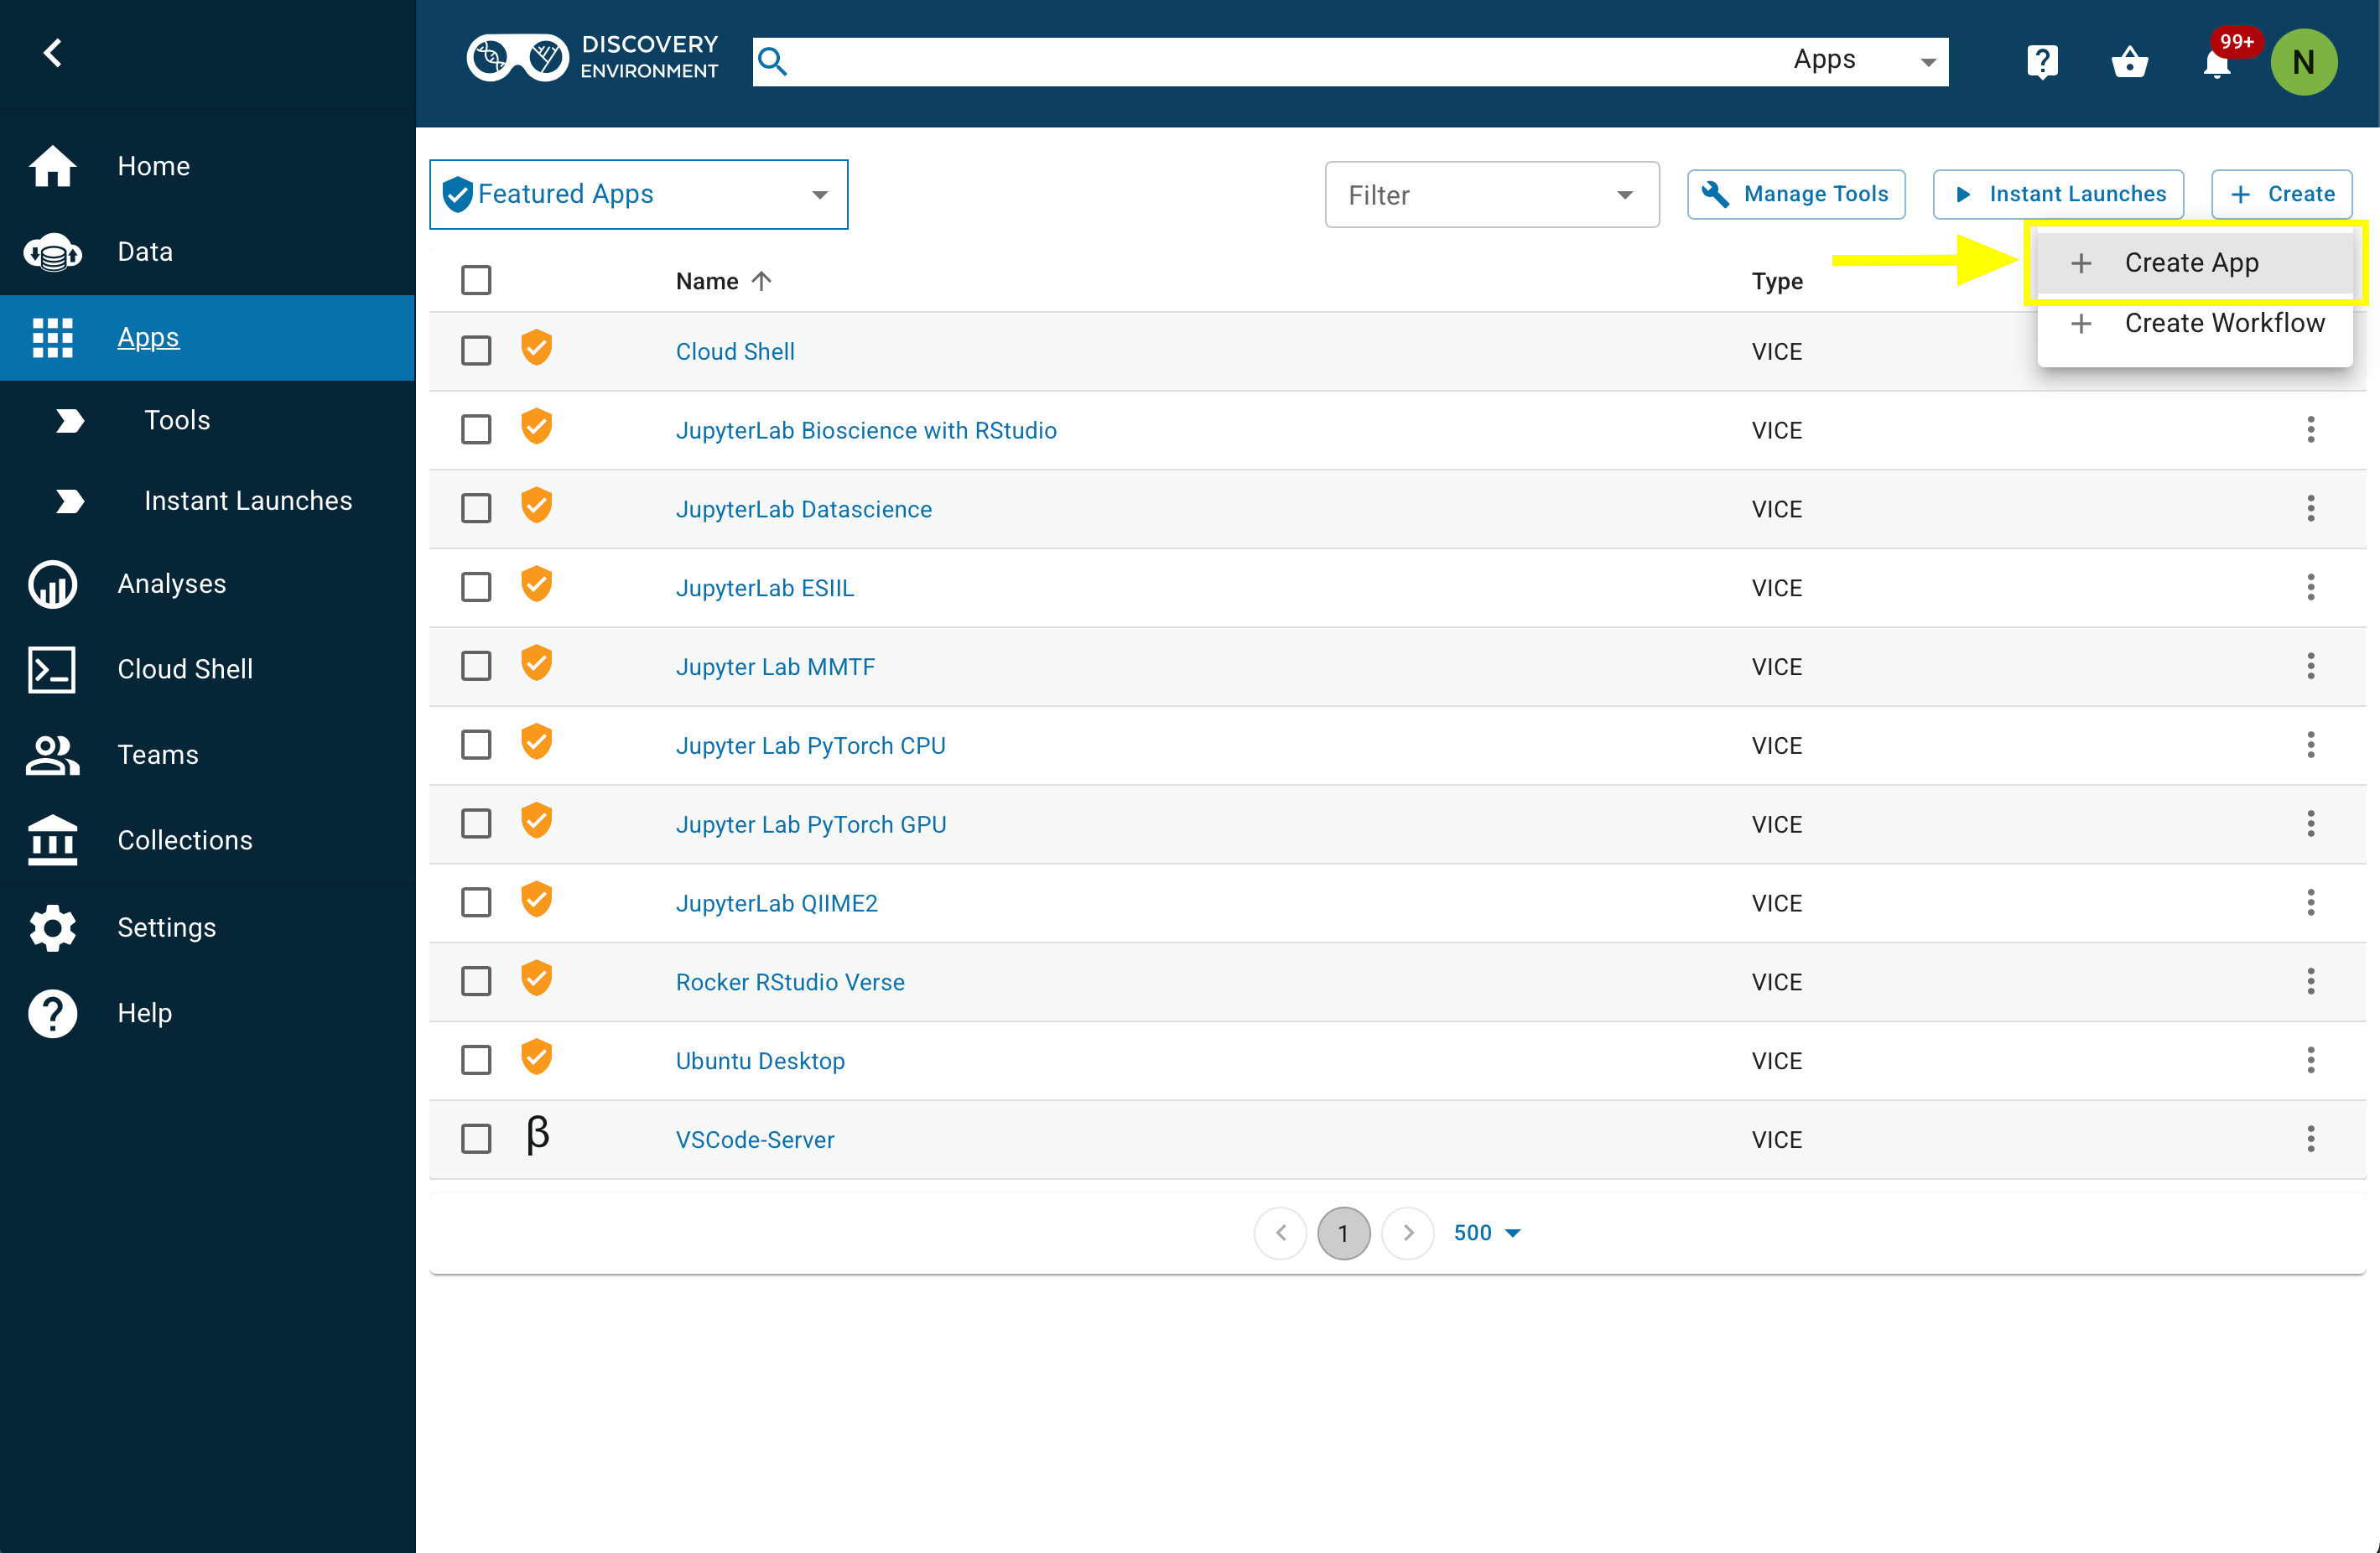 DISCOVERY
ENVIRONMENT
Apps
99+
N
Home
Data
Apps
Tools
Instant Launches
Analyses
Cloud Shell
Teams
Collections
Settings
Help
Featured Apps
Filter
Manage Tools
Instant Launches
Create
Create App
Create Workflow
Name Type
Cloud Shell VICE
JupyterLab Bioscience with RStudio VICE
JupyterLab Datascience VICE
JupyterLab ESIIL VICE
Jupyter Lab MMTF VICE
Jupyter Lab PyTorch CPU VICE
Jupyter Lab PyTorch GPU VICE
JupyterLab QIIME2 VICE
Rocker RStudio Verse VICE
Ubuntu Desktop VICE
β VSCode-Server VICE
1 500